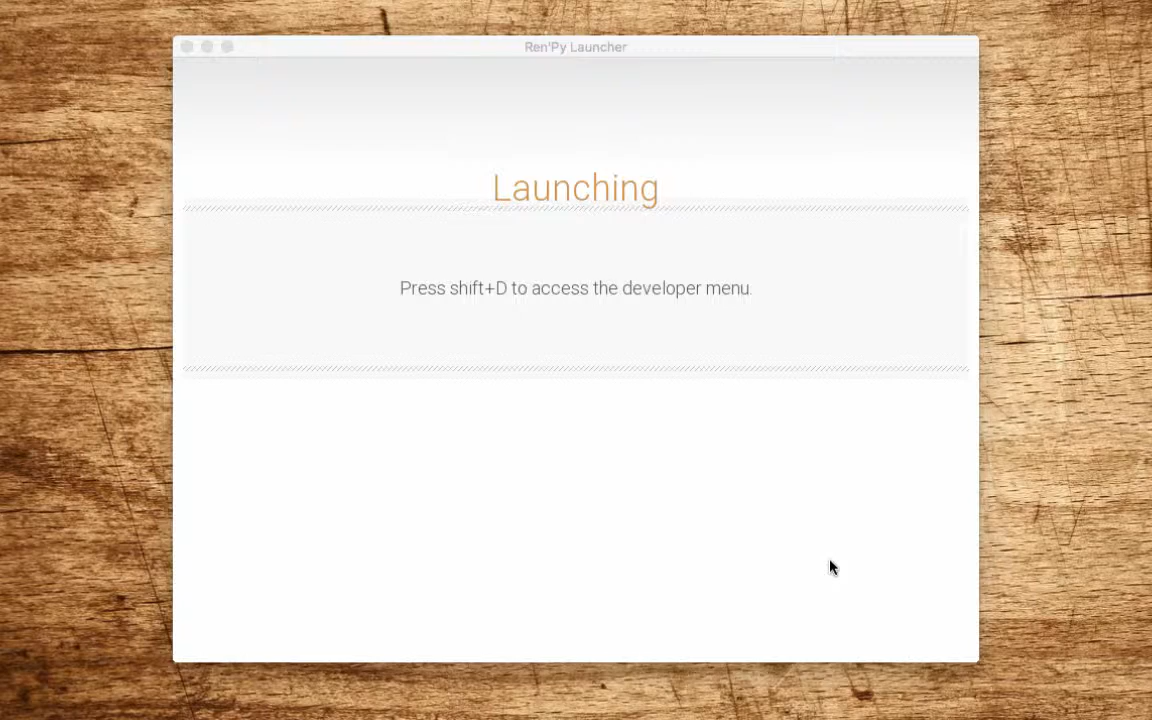 Ren'Py Launcher
Launching
Press shift+D to access the developer menu.